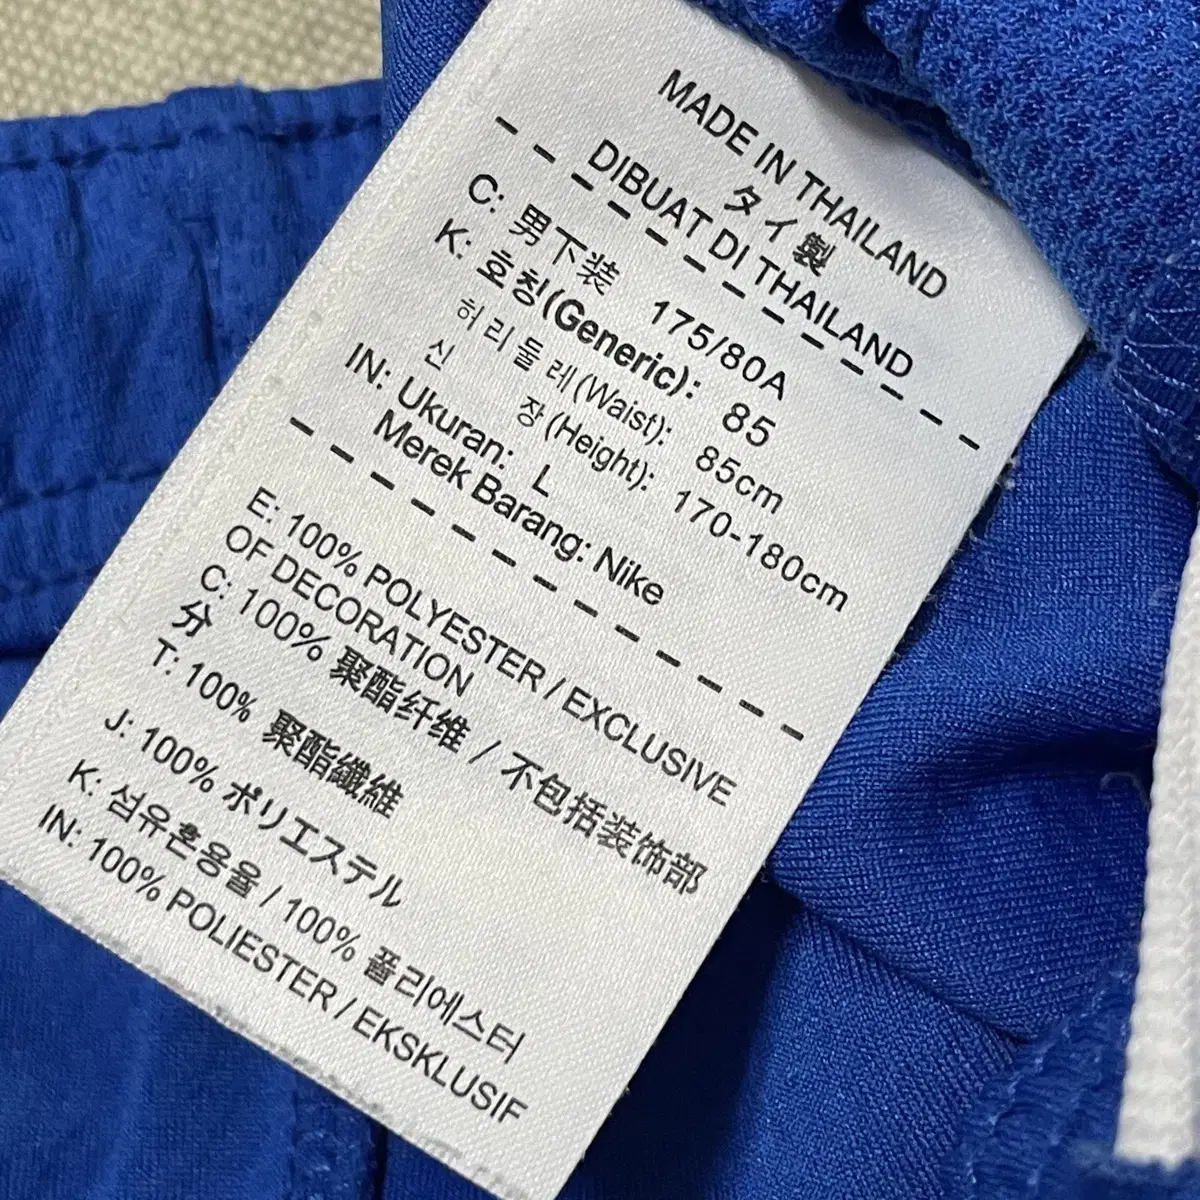 MADE IN THAILAND
タイ製
DIBUAT DI THAILAND
C: 男下装 175/80A
K: 호칭(Generic): 85
허리둘레(Waist): 85cm
신 장(Height): 170-180cm
IN: Ukuran: L
Merek Barang: Nike
E: 100% POLYESTER / EXCLUSIVE
OF DECORATION
C: 100% 聚酯纤维 / 不包括装饰部
分
T: 100% 聚酯纖維
J: 100% ポリエステル
K: 섬유혼용율 / 100% 폴리에스터
IN: 100% POLIESTER / EKSKLUSIF